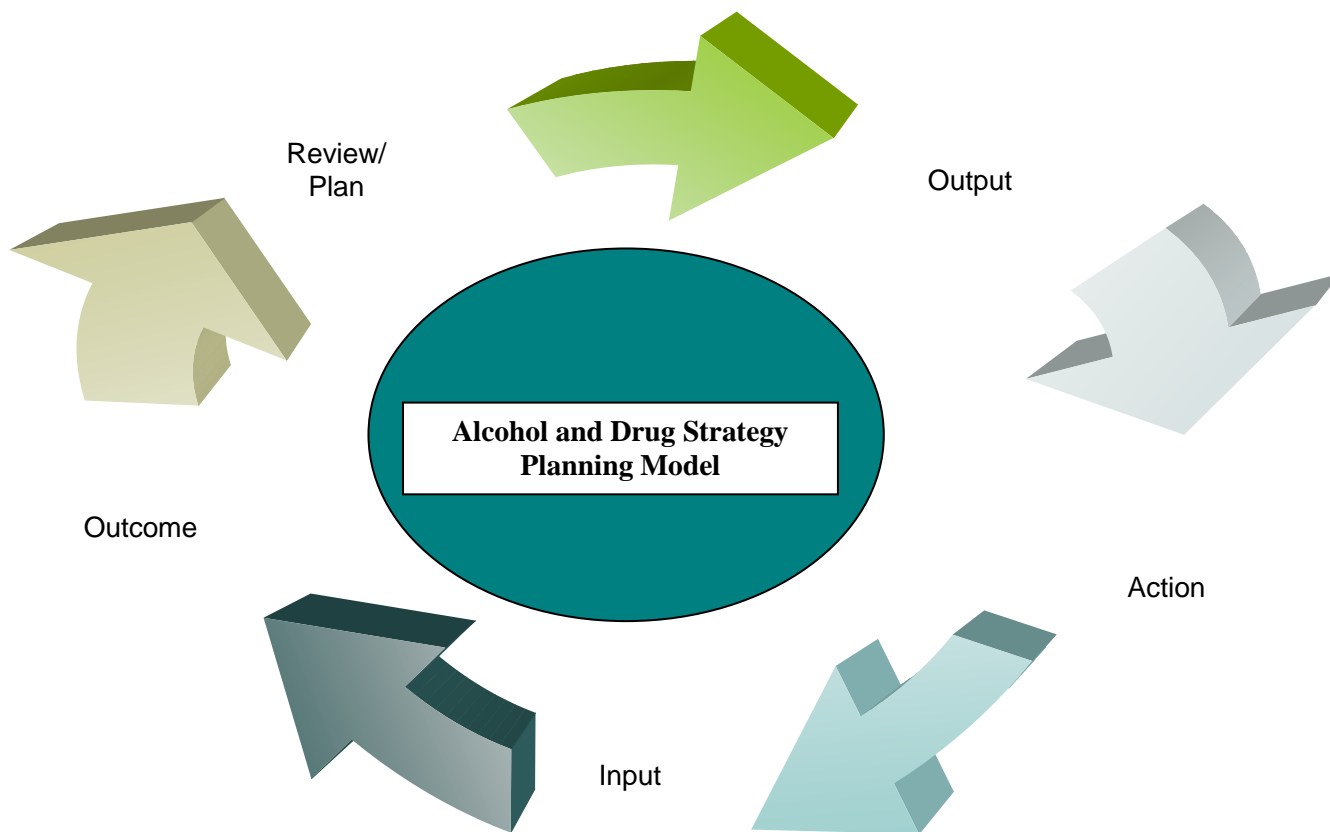 Review/
Plan
Output
Alcohol and Drug Strategy
Planning Model
Outcome
Action
Input